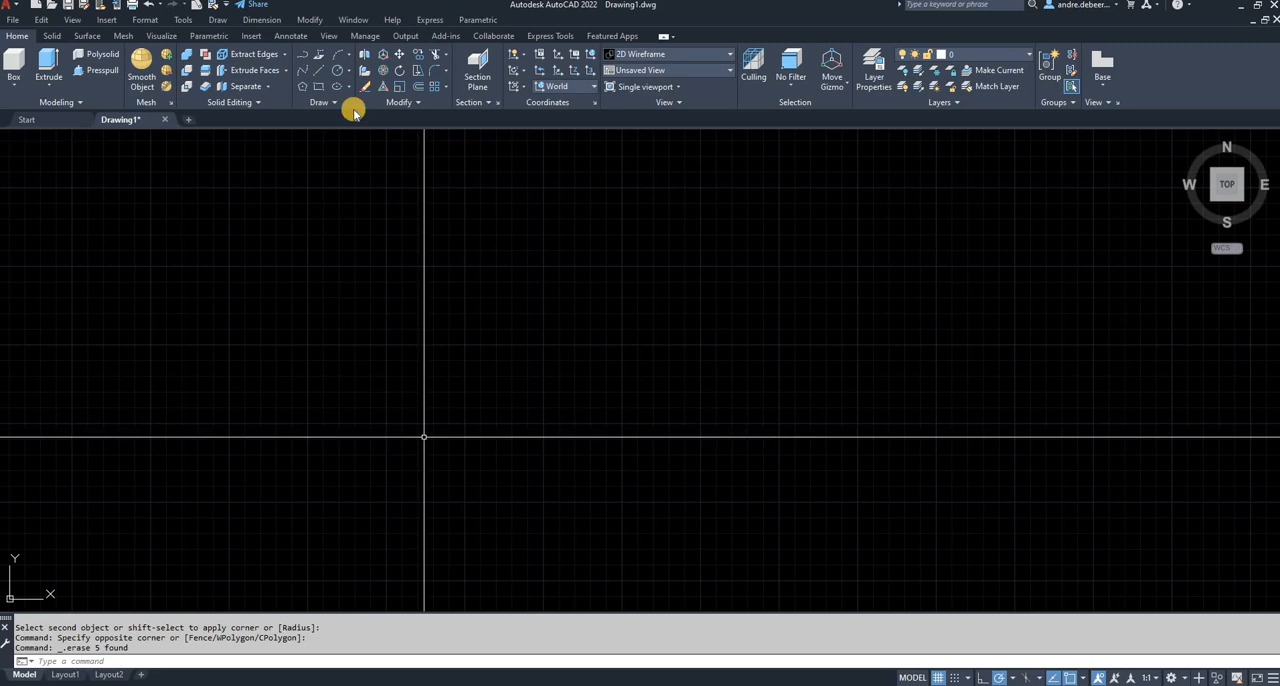 Share
Autodesk AutoCAD 2022 Drawing1.dwg
Type a keyword or phrase
andre.debeer...
File Edit View Insert Format Tools Draw Dimension Modify Window Help Express Parametric
Home Solid Surface Mesh Visualize Parametric Insert Annotate View Manage Output Add-ins Collaborate Express Tools Featured Apps
Box
Extrude
Polysolid
Presspull
Smooth
Object
Extract Edges
Extrude Faces
Separate
Section
Plane
World
2D Wireframe
Unsaved View
Single viewport
Culling
No Filter
Move
Gizmo
Layer
Properties
0
Make Current
Match Layer
Group
Base
Modeling Mesh Solid Editing Draw Modify Section Coordinates View Selection Layers Groups View
Start Drawing1*
N
W TOP E
S
WCS
Y
X
Select second object or shift-select to apply corner or [Radius]:
Command: Specify opposite corner or [Fence/WPolygon/CPolygon]:
Command: _.erase 5 found
Type a command
Model Layout1 Layout2 +
MODEL
1:1